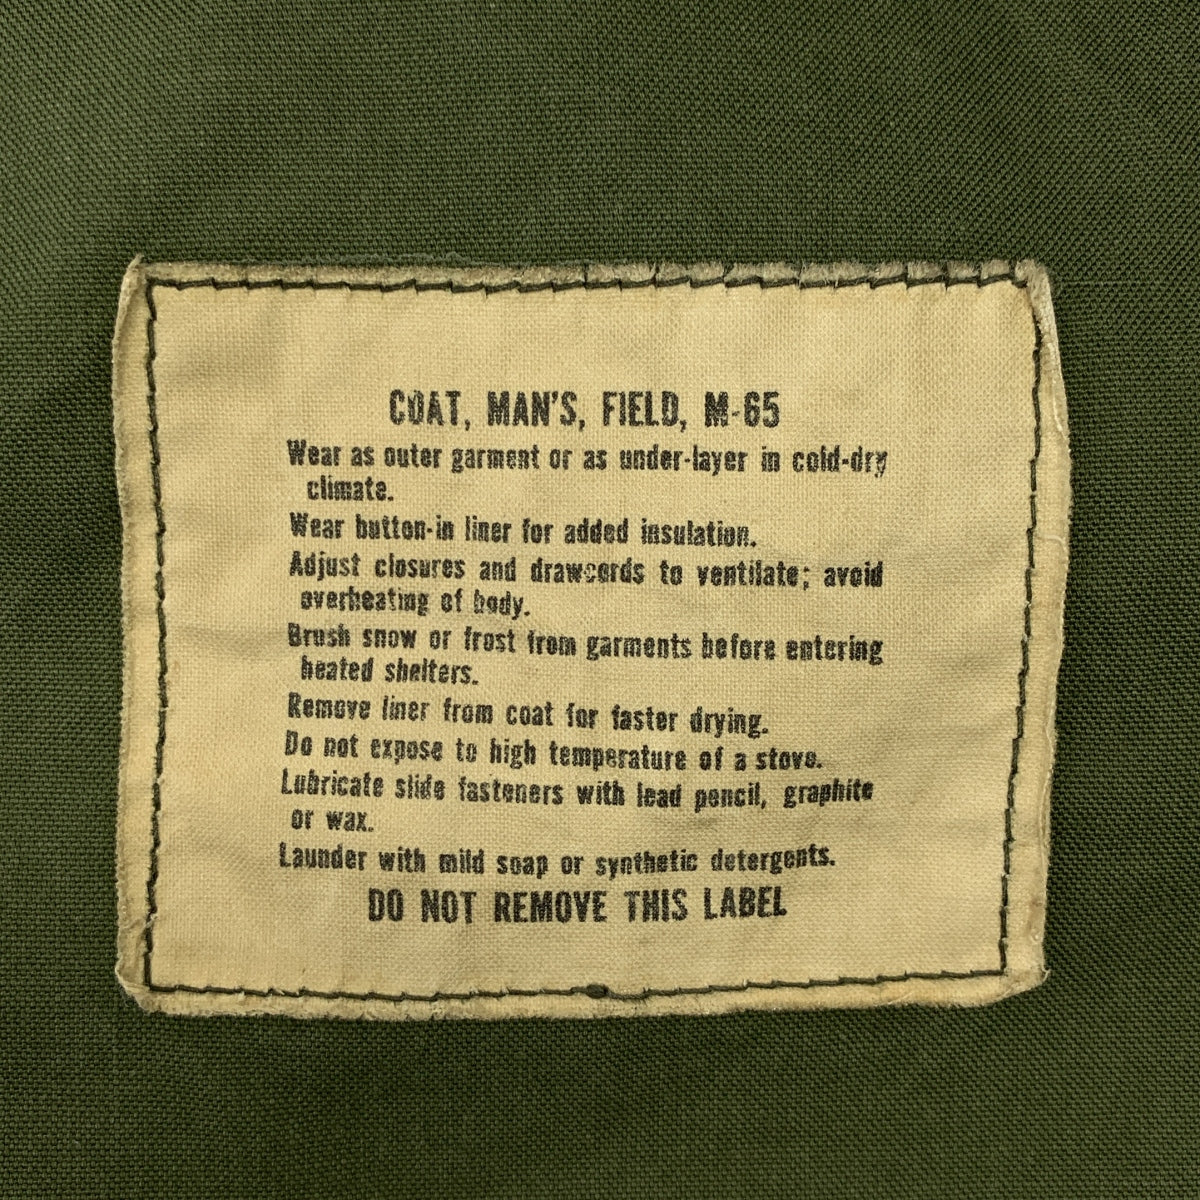 COAT, MAN'S, FIELD, M-65
Wear as outer garment or as under-layer in cold-dry
climate.
Wear button-in liner for added insulation.
Adjust closures and drawcords to ventilate; avoid
overheating of body.
Brush snow or frost from garments before entering
heated shelters.
Remove liner from coat for faster drying.
Do not expose to high temperature of a stove.
Lubricate slide fasteners with lead pencil, graphite
or wax.
Launder with mild soap or synthetic detergents.
DO NOT REMOVE THIS LABEL